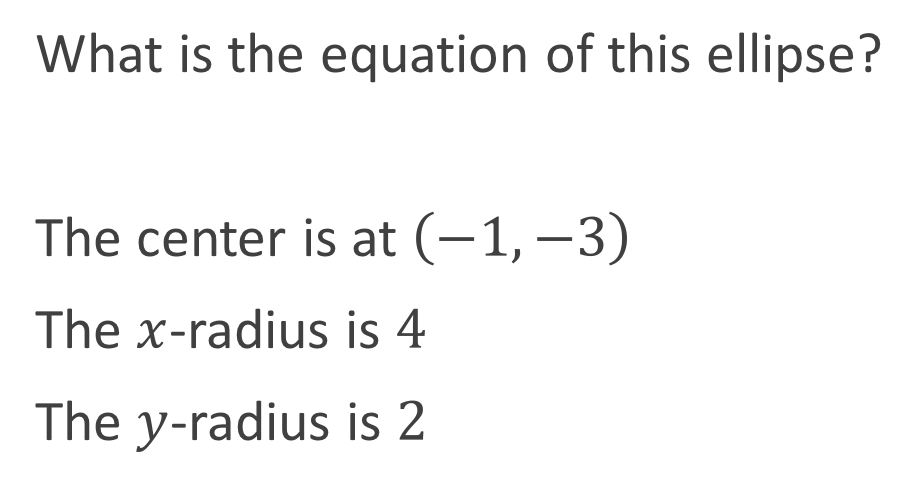 What is the equation of this ellipse?
The center is at (−1, −3)
The x-radius is 4
The y-radius is 2